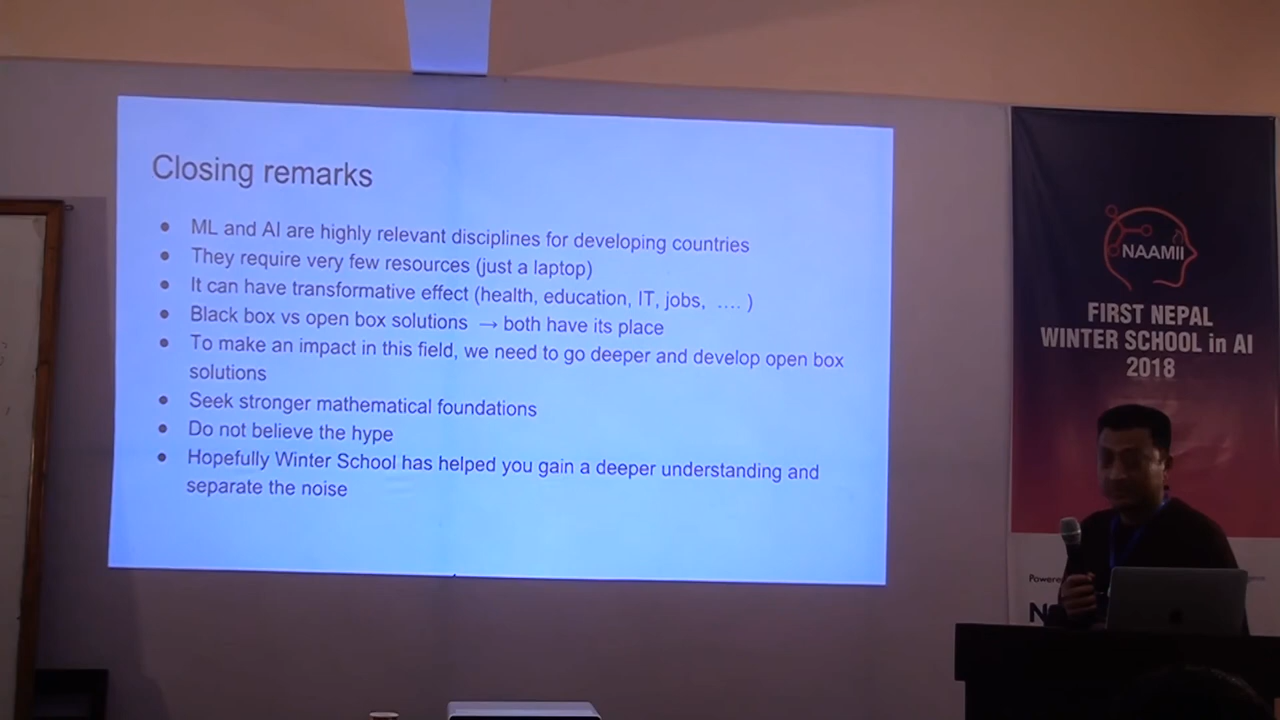 Closing remarks
● ML and AI are highly relevant disciplines for developing countries
● They require very few resources (just a laptop)
● It can have transformative effect (health, education, IT, jobs, .... )
● Black box vs open box solutions → both have its place
● To make an impact in this field, we need to go deeper and develop open box
solutions
● Seek stronger mathematical foundations
● Do not believe the hype
● Hopefully Winter School has helped you gain a deeper understanding and
separate the noise
NAAMII
FIRST NEPAL
WINTER SCHOOL in AI
2018